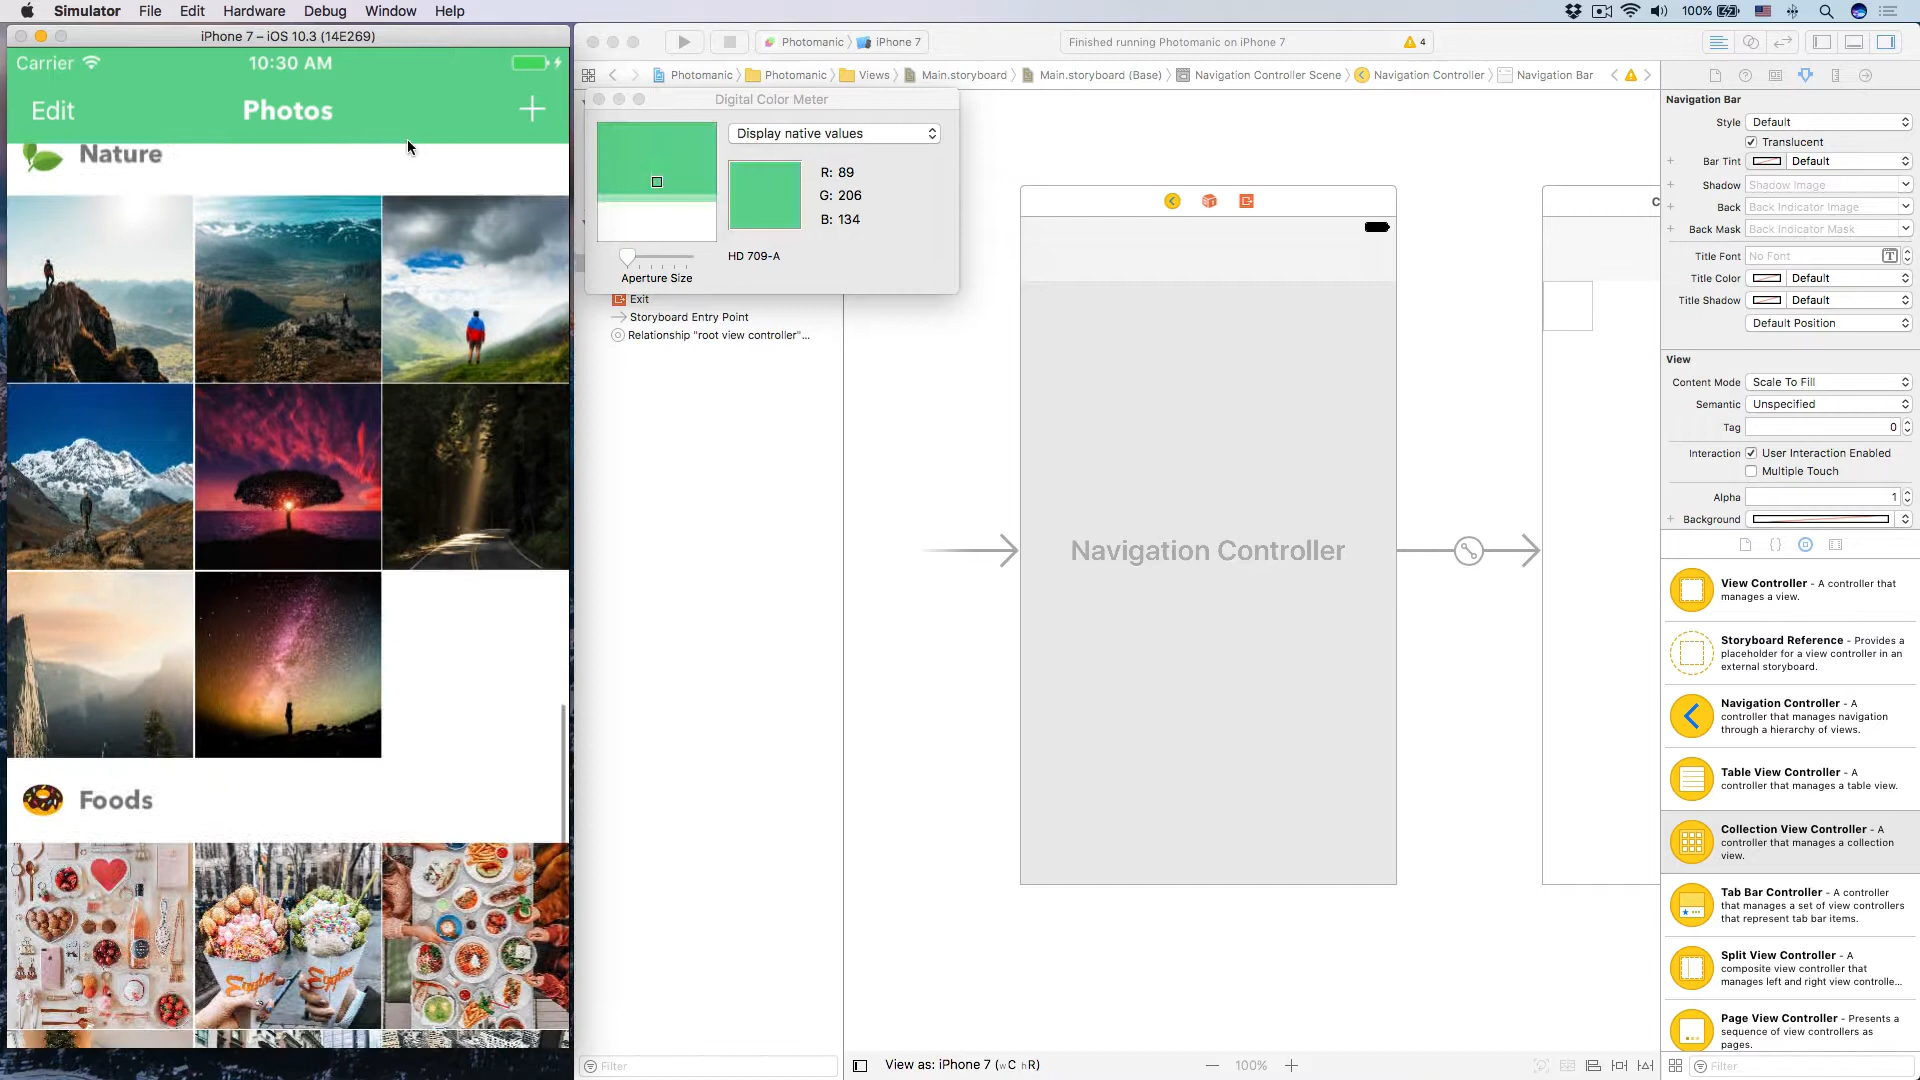 Simulator File Edit Hardware Debug Window Help
100%
iPhone 7 – iOS 10.3 (14E269)
Carrier 10:30 AM
Edit Photos +
Nature
Foods
Photomanic iPhone 7
Finished running Photomanic on iPhone 7
4
Photomanic Photomanic Views Main.storyboard Main.storyboard (Base) Navigation Controller Scene Navigation Controller Navigation Bar
Digital Color Meter
Display native values
R: 89
G: 206
B: 134
HD 709-A
Aperture Size
Exit
Storyboard Entry Point
Relationship "root view controller"...
Filter
C
Navigation Controller
View as: iPhone 7 (wC hR)
100%
Navigation Bar
Style Default
Translucent
Bar Tint Default
Shadow Shadow Image
Back Back Indicator Image
Back Mask Back Indicator Mask
Title Font No Font
Title Color Default
Title Shadow Default
Default Position
View
Content Mode Scale To Fill
Semantic Unspecified
Tag 0
Interaction User Interaction Enabled
Multiple Touch
Alpha 1
Background
View Controller - A controller that
manages a view.
Storyboard Reference - Provides a
placeholder for a view controller in an
external storyboard.
Navigation Controller - A
controller that manages navigation
through a hierarchy of views.
Table View Controller - A
controller that manages a table view.
Collection View Controller - A
controller that manages a collection
view.
Tab Bar Controller - A controller
that manages a set of view controllers
that represent tab bar items.
Split View Controller - A
composite view controller that
manages left and right view controlle...
Page View Controller - Presents a
sequence of view controllers as
pages.
Filter